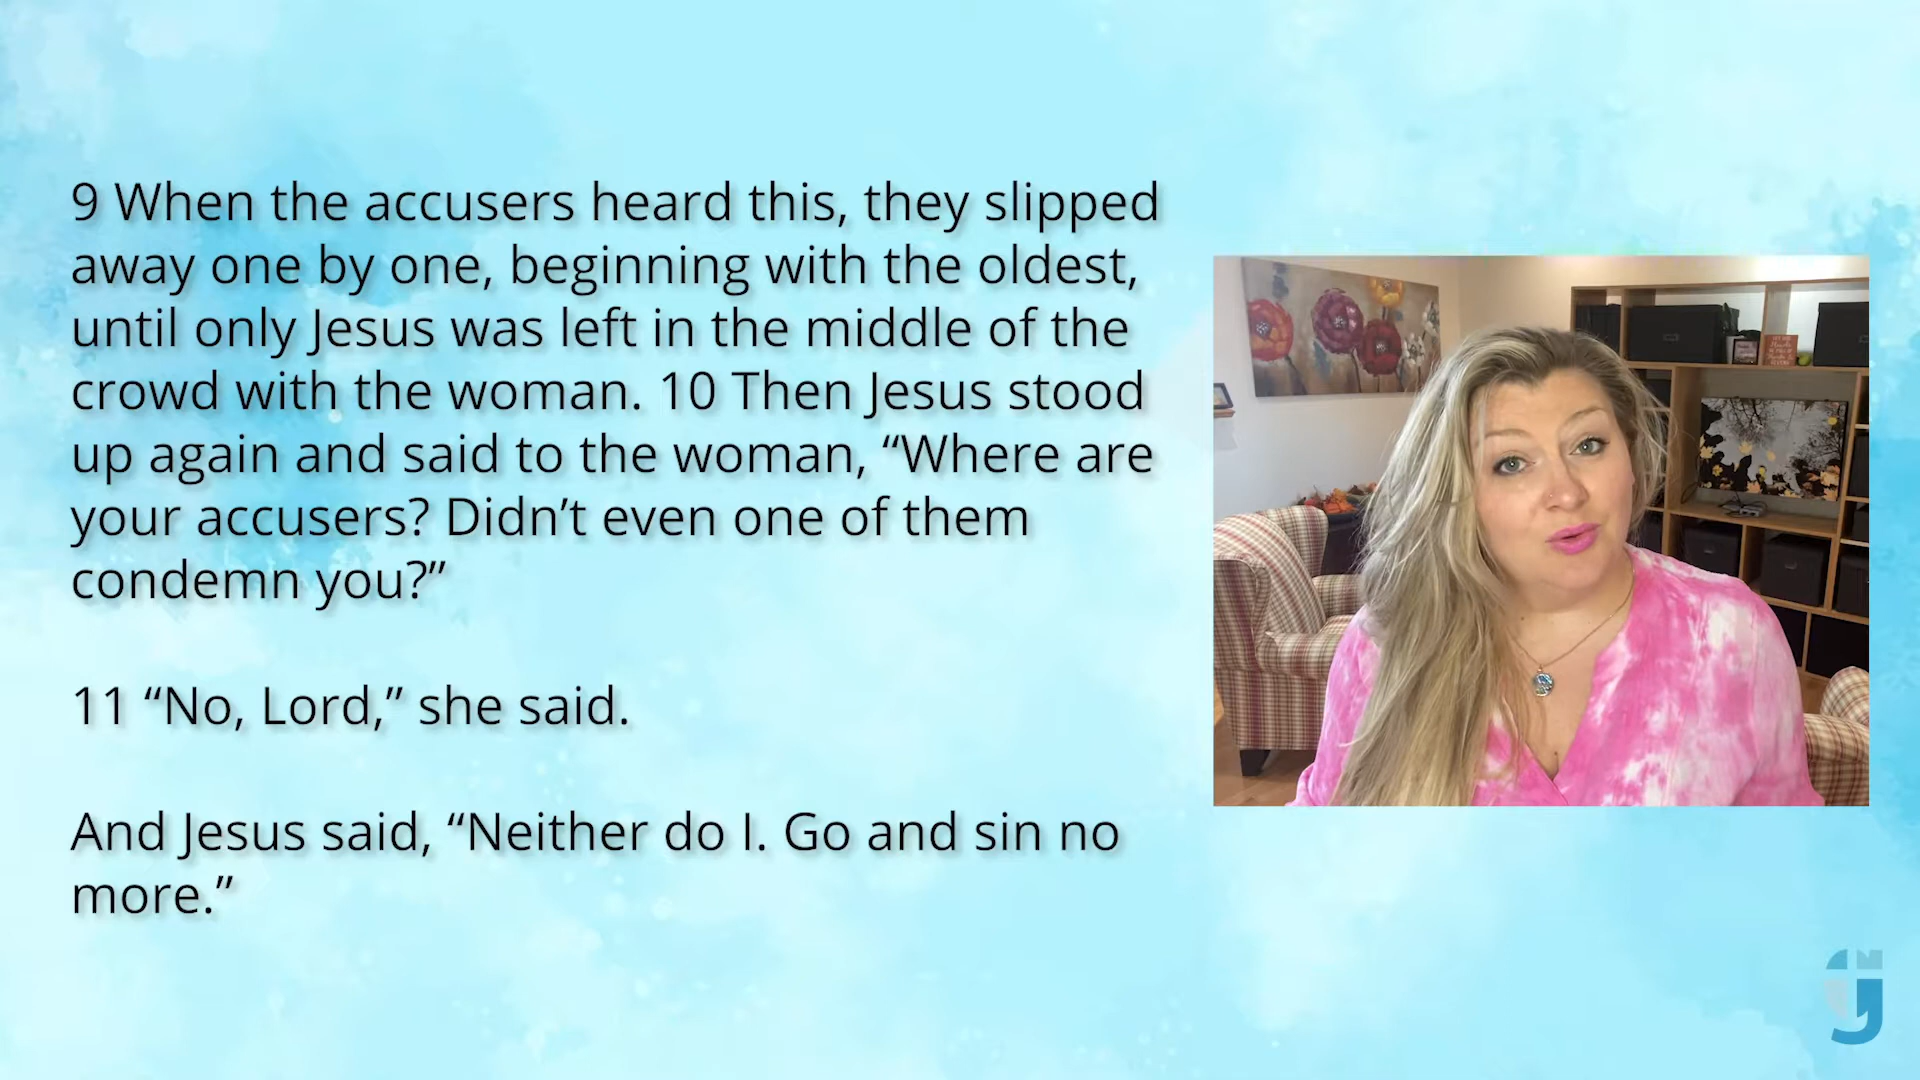 9 When the accusers heard this, they slipped
away one by one, beginning with the oldest,
until only Jesus was left in the middle of the
crowd with the woman. 10 Then Jesus stood
up again and said to the woman, “Where are
your accusers? Didn’t even one of them
condemn you?”
11 “No, Lord,” she said.
And Jesus said, “Neither do I. Go and sin no
more.”